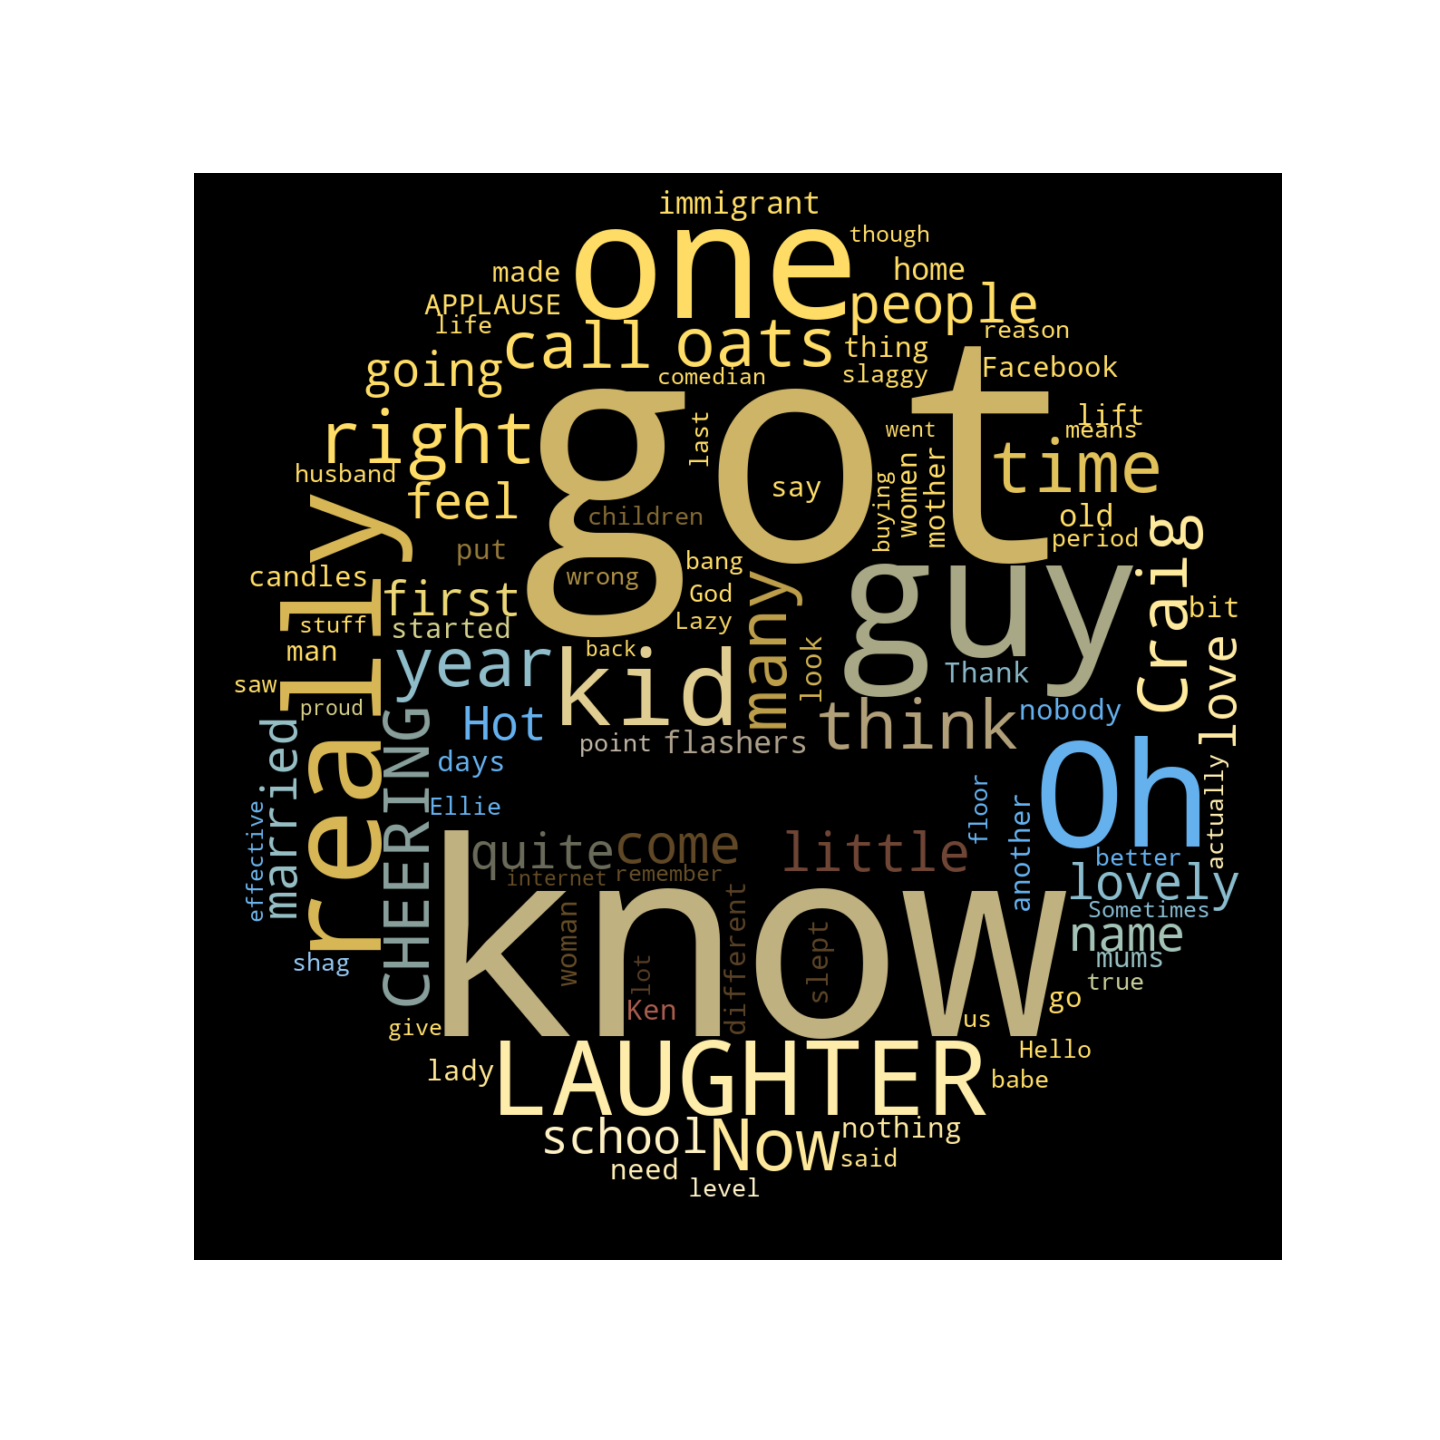 immigrant
one
though
made
home
APPLAUSE
people
life
call
oats
reason
thing
going
comedian
slaggy
Facebook
got
right
last
went
lift
means
time
husband
say
buying
women
mother
feel
children
old
period
really
put
bang
Craig
candles
wrong
guy
first
God
many
bit
stuff
started
Lazy
man
back
look
love
year
kid
Thank
saw
proud
married
CHEERING
Hot
point
flashers
think
nobody
days
Oh
actually
Ellie
floor
another
effective
quite
come
little
better
internet
remember
lovely
know
Sometimes
woman
lot
different
slept
name
mums
shag
true
Ken
go
give
us
Hello
lady
LAUGHTER
babe
school
Now
nothing
need
said
level